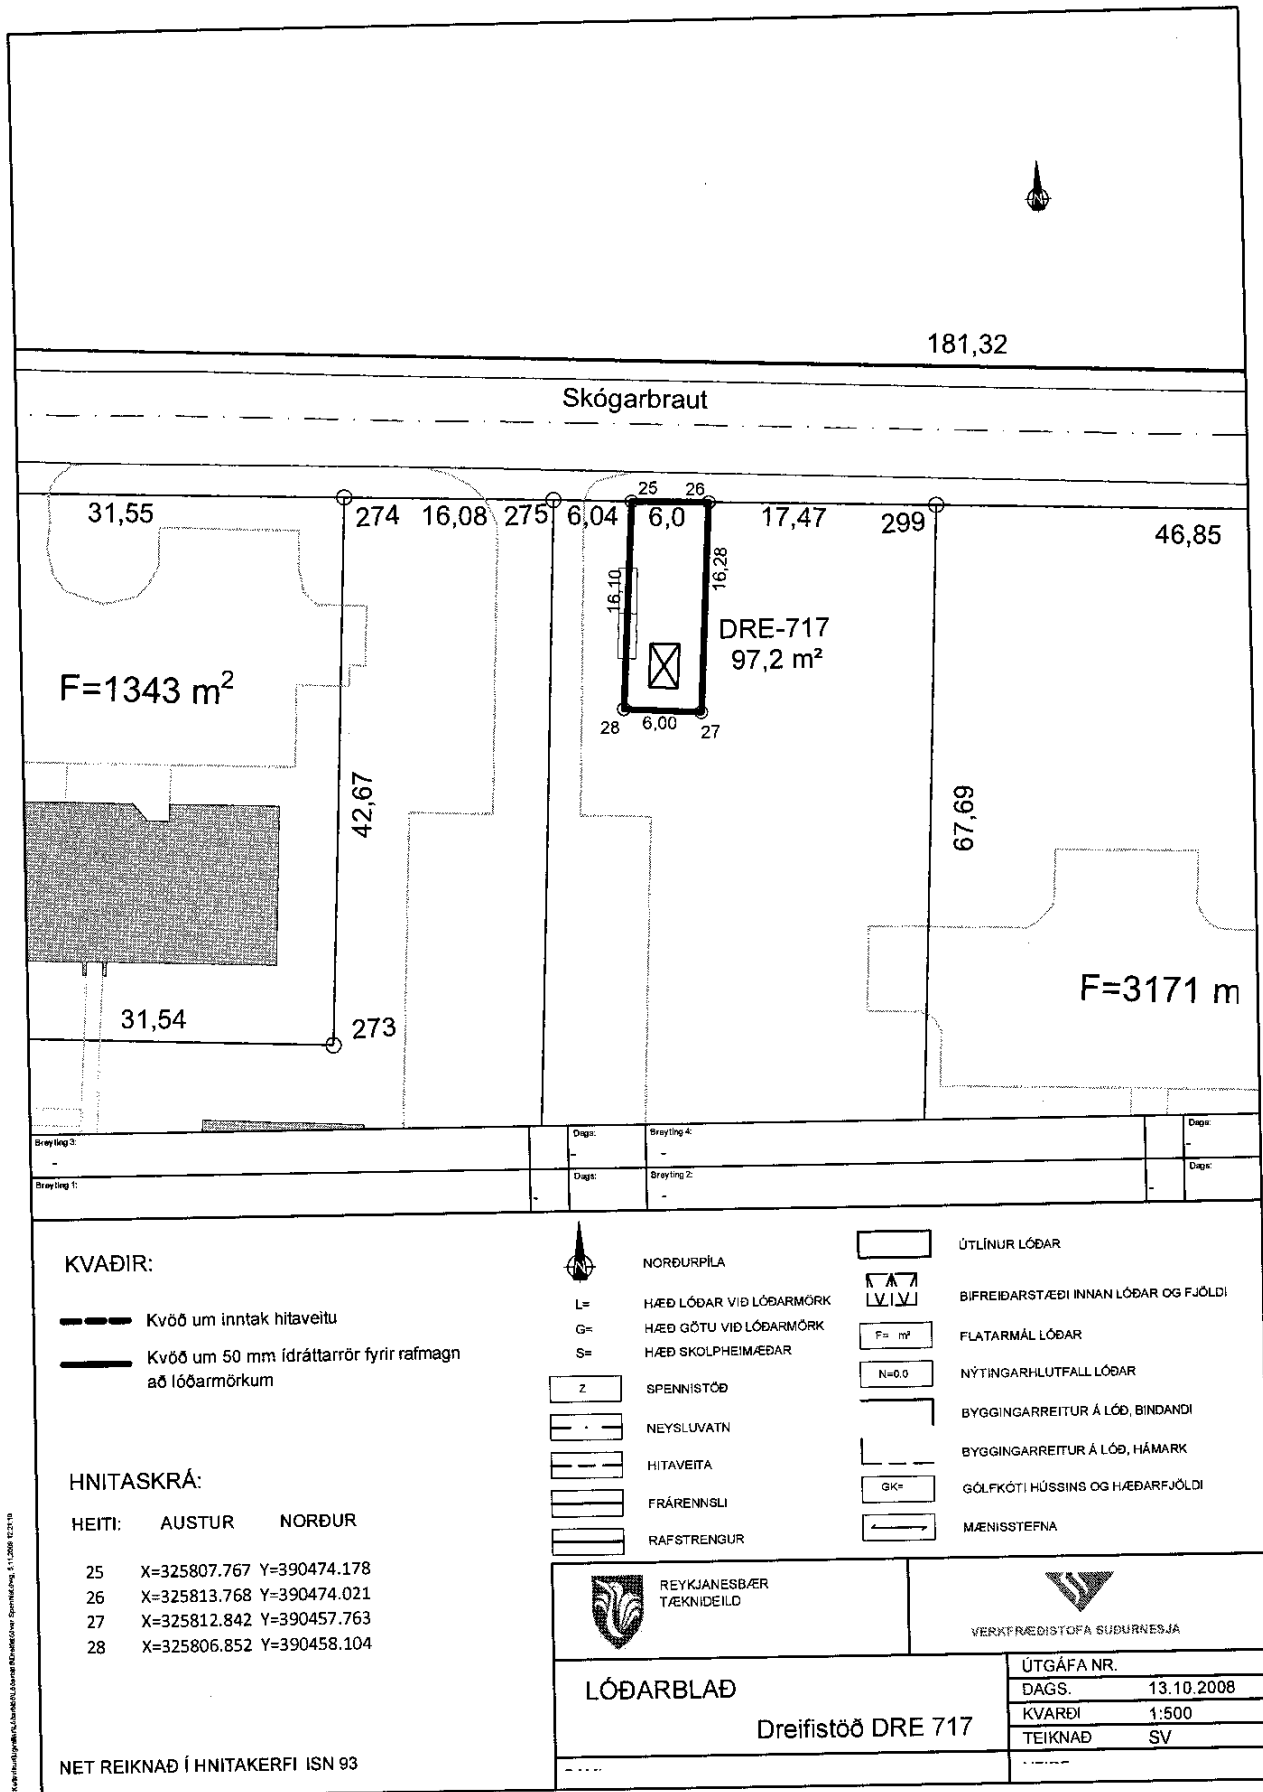 181,32
Skógarbraut
31,55
274
16,08
275
6,04
25
6,0
26
17,47
299
46,85
16,10
16,28
DRE-717
97,2 m²
F=1343 m²
28
6,00
27
42,67
67,69
F=3171 m
31,54
273
Breyting 3:
-
Dags:
-
Breyting 4:
-
Dags:
-
Breyting 1:
-
Dags:
Breyting 2:
-
-
Dags:
KVAÐIR:
Kvöð um inntak hitaveitu
Kvöð um 50 mm ídráttarrör fyrir rafmagn
að lóðarmörkum
HNITASKRÁ:
HEITI: AUSTUR NORÐUR
25 X=325807.767 Y=390474.178
26 X=325813.768 Y=390474.021
27 X=325812.842 Y=390457.763
28 X=325806.852 Y=390458.104
NET REIKNAÐ Í HNITAKERFI ISN 93
N NORÐURPÍLA
L= HÆÐ LÓÐAR VIÐ LÓÐARMÖRK
G= HÆÐ GÖTU VIÐ LÓÐARMÖRK
S= HÆÐ SKOLPHEIMÆÐAR
Z SPENNISTÖÐ
NEYSLUVATN
HITAVEITA
FRÁRENNSLI
RAFSTRENGUR
ÚTLÍNUR LÓÐAR
BIFREIÐARSTÆÐI INNAN LÓÐAR OG FJÖLDI
F= m² FLATARMÁL LÓÐAR
N=0.0 NÝTINGARHLUTFALL LÓÐAR
BYGGINGARREITUR Á LÓÐ, BINDANDI
BYGGINGARREITUR Á LÓÐ, HÁMARK
GK= GÓLFKÓTI HÚSSINS OG HÆÐARFJÖLDI
MÆNISSTEFNA
REYKJANESBÆR
TÆKNIDEILD
VERKFRÆÐISTOFA SUÐURNESJA
LÓÐARBLAÐ
Dreifistöð DRE 717
ÚTGÁFA NR.
DAGS. 13.10.2008
KVARÐI 1:500
TEIKNAÐ SV